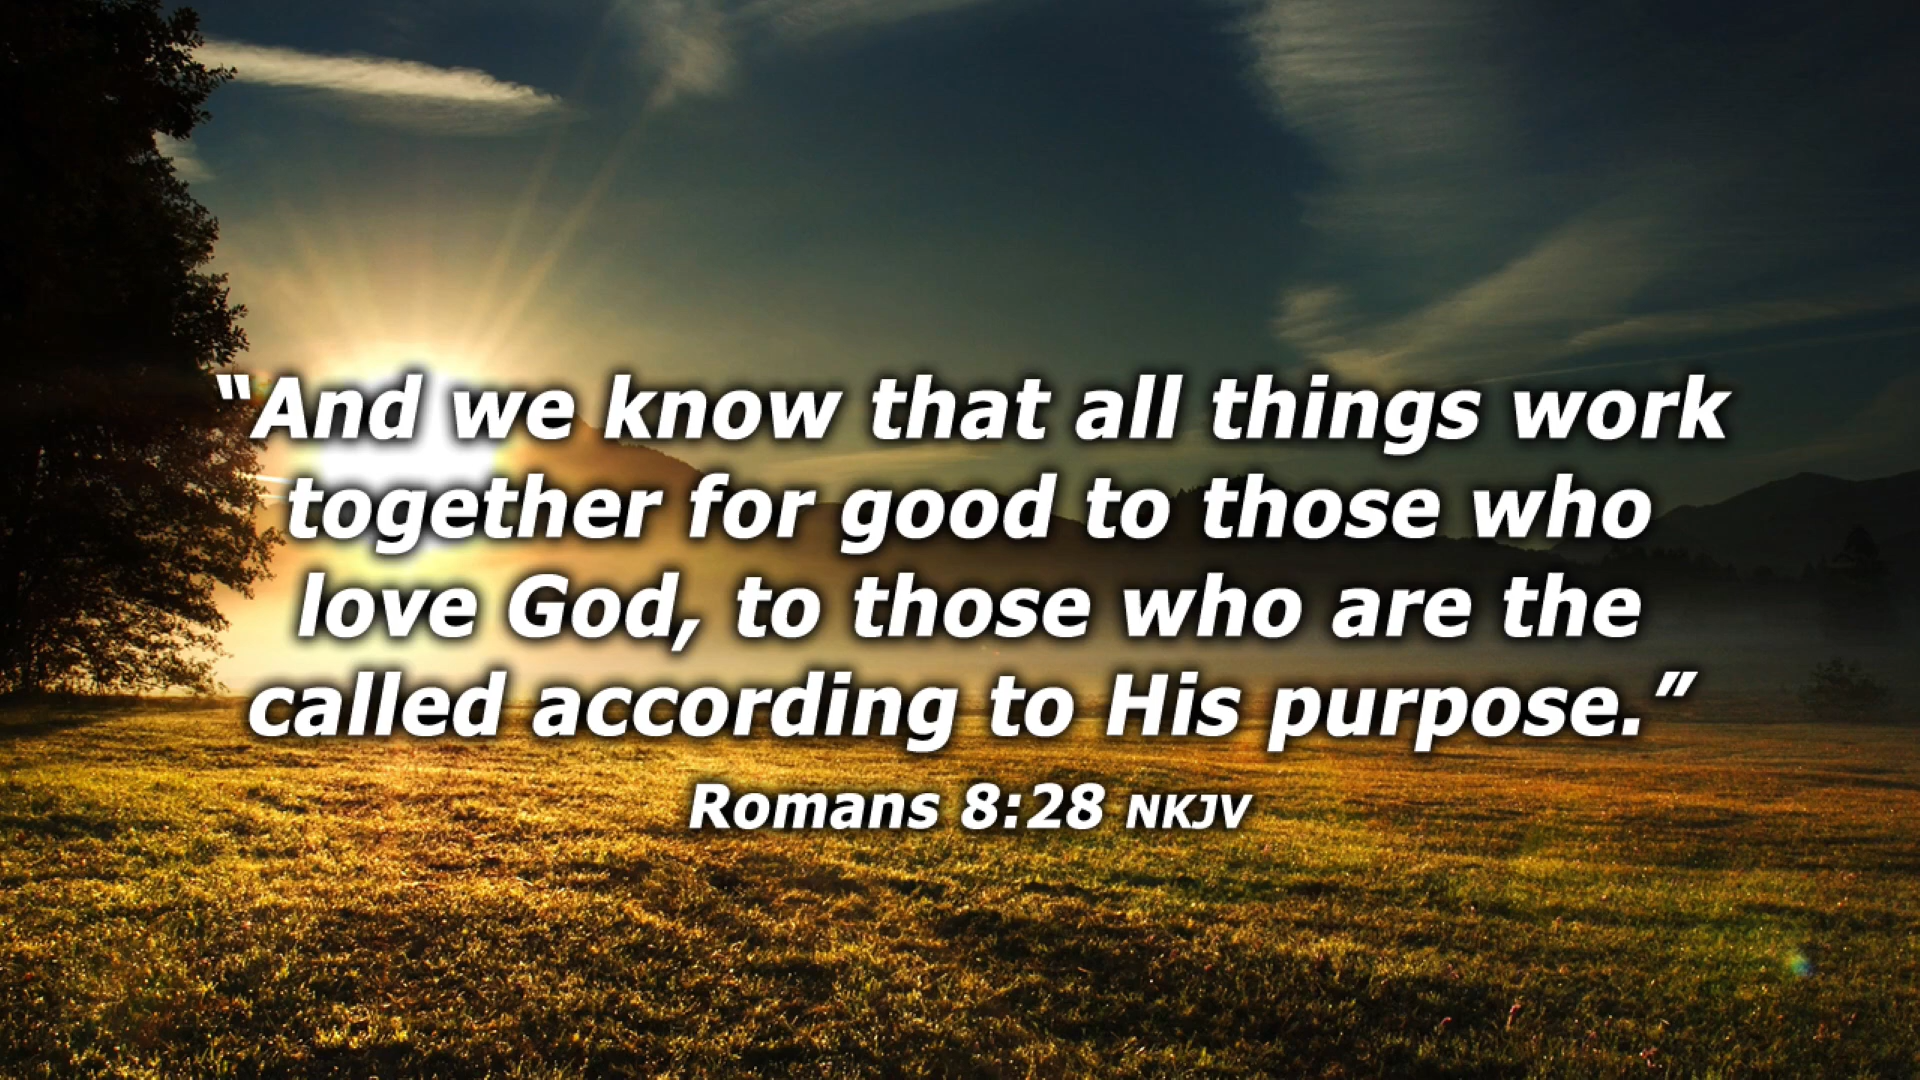 “And we know that all things work
together for good to those who
love God, to those who are the
called according to His purpose.”
Romans 8:28 NKJV